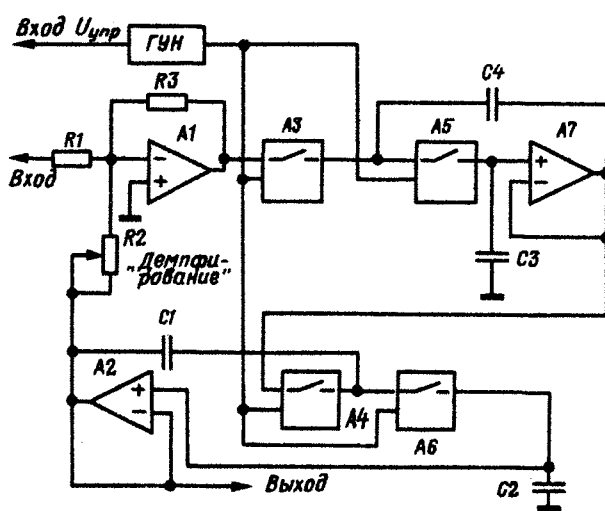 Вход Uупр
ГУН
R3
C4
A1
A3
A5
A7
R1
Вход
R2
"Демпфи-
рование"
C3
C1
A2
A4
A6
Выход
C2